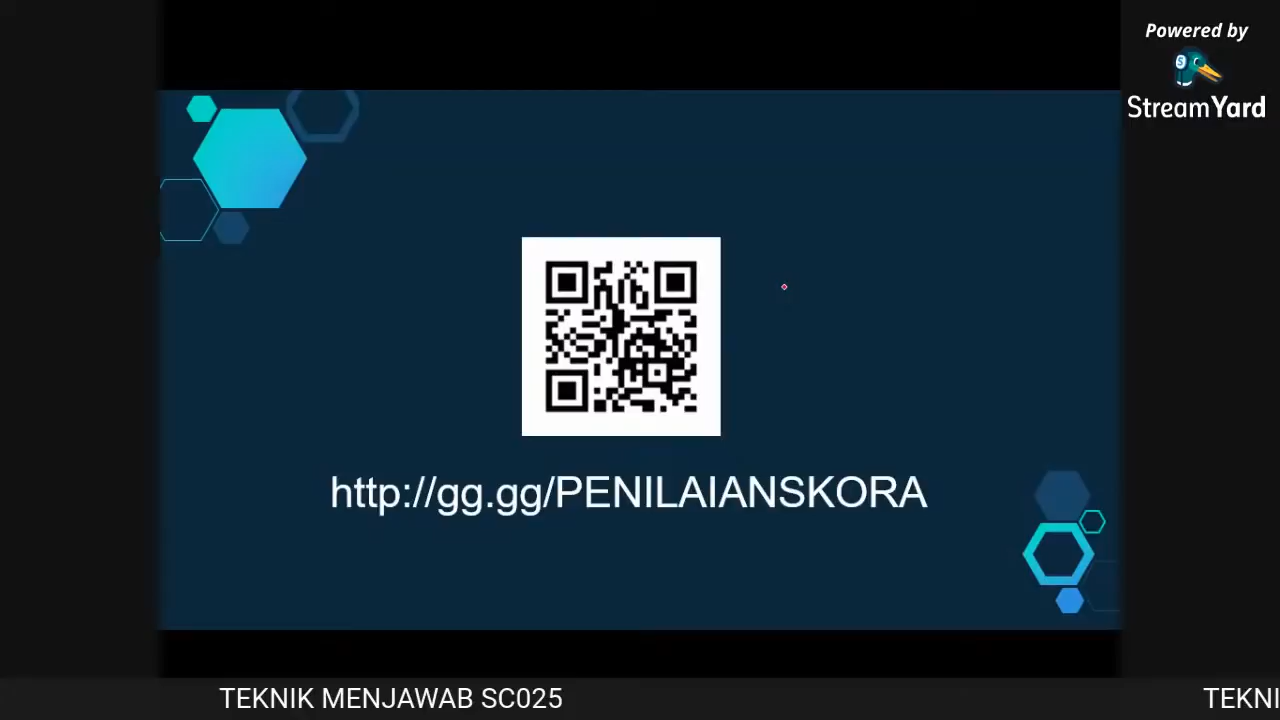 Powered by
StreamYard
http://gg.gg/PENILAIANSKORA
TEKNIK MENJAWAB SC025
TEKNI